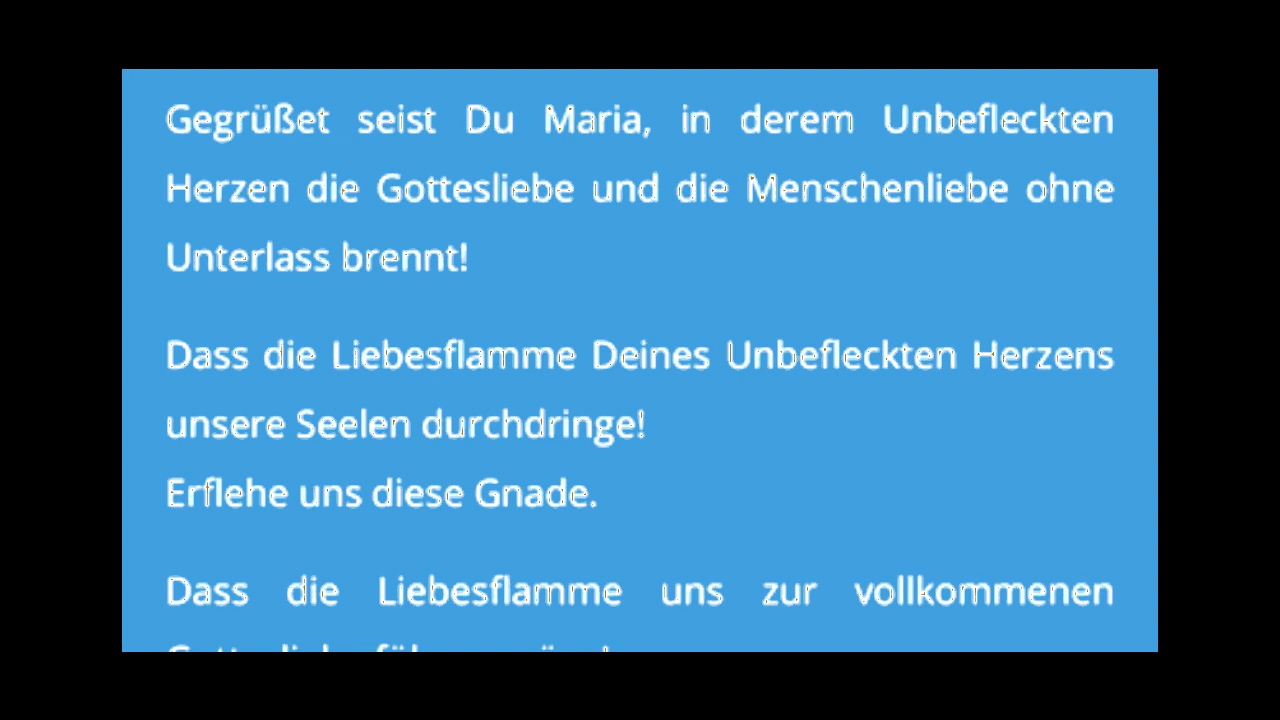 Gegrüßet seist Du Maria, in derem Unbefleckten
Herzen die Gottesliebe und die Menschenliebe ohne
Unterlass brennt!
Dass die Liebesflamme Deines Unbefleckten Herzens
unsere Seelen durchdringe!
Erflehe uns diese Gnade.
Dass die Liebesflamme uns zur vollkommenen